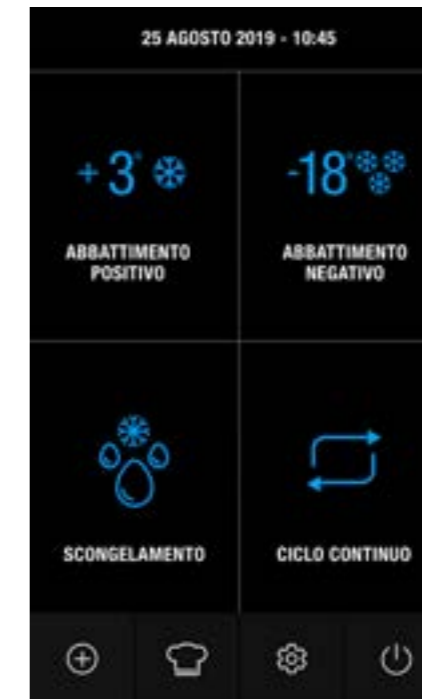 25 AGOSTO 2019 - 10:45
+3°
-18°
ABBATTIMENTO
POSITIVO
ABBATTIMENTO
NEGATIVO
SCONGELAMENTO
CICLO CONTINUO